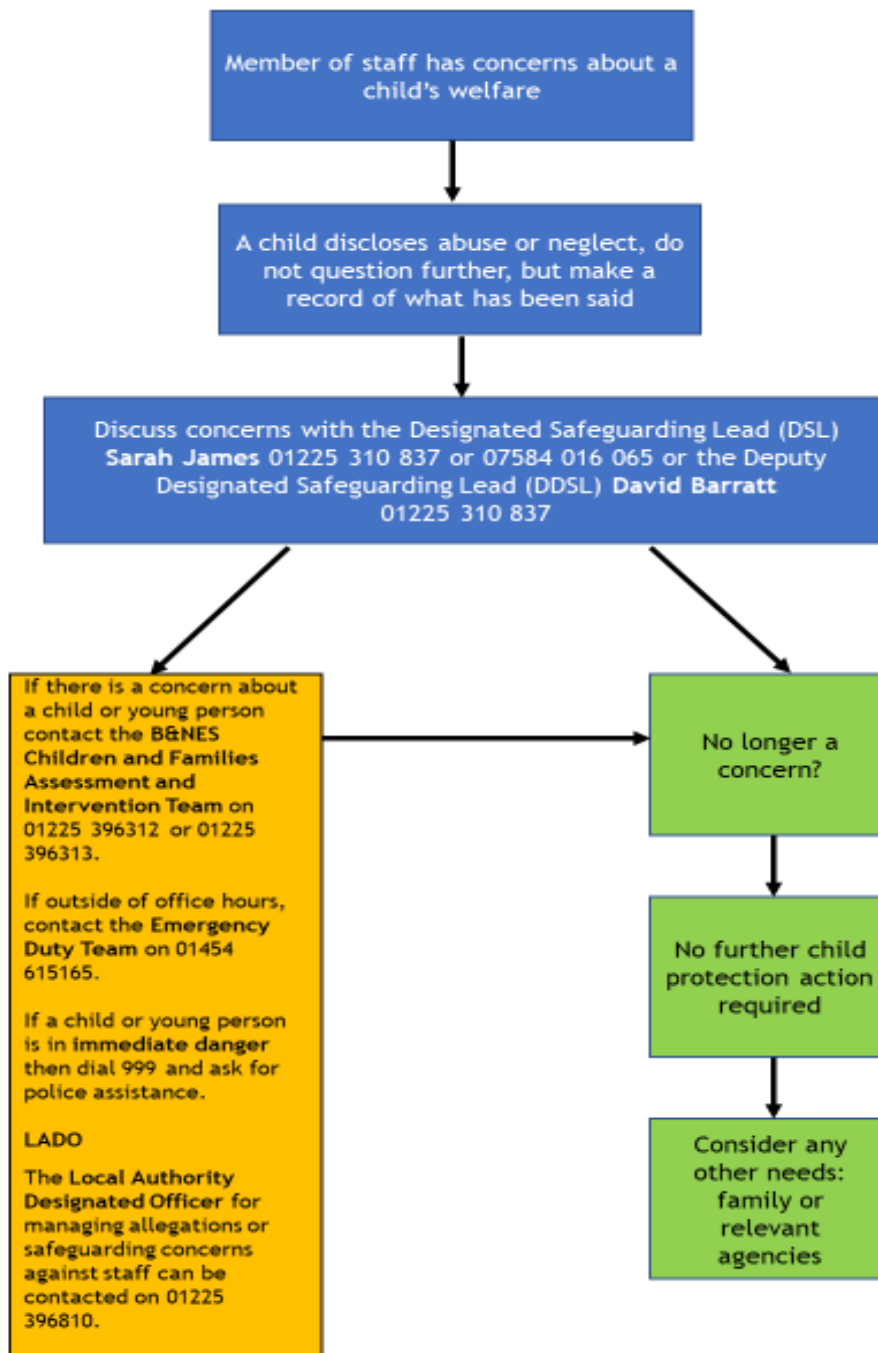 Member of staff has concerns about a
child's welfare
A child discloses abuse or neglect, do
not question further, but make a
record of what has been said
Discuss concerns with the Designated Safeguarding Lead (DSL)
Sarah James 01225 310 837 or 07584 016 065 or the Deputy
Designated Safeguarding Lead (DDSL) David Barratt
01225 310 837
If there is a concern about
a child or young person
contact the B&NES
Children and Families
Assessment and
Intervention Team on
01225 396312 or 01225
396313.
If outside of office hours,
contact the Emergency
Duty Team on 01454
615165.
If a child or young person
is in immediate danger
then dial 999 and ask for
police assistance.
LADO
The Local Authority
Designated Officer for
managing allegations or
safeguarding concerns
against staff can be
contacted on 01225
396810.
No longer a
concern?
No further child
protection action
required
Consider any
other needs:
family or
relevant
agencies